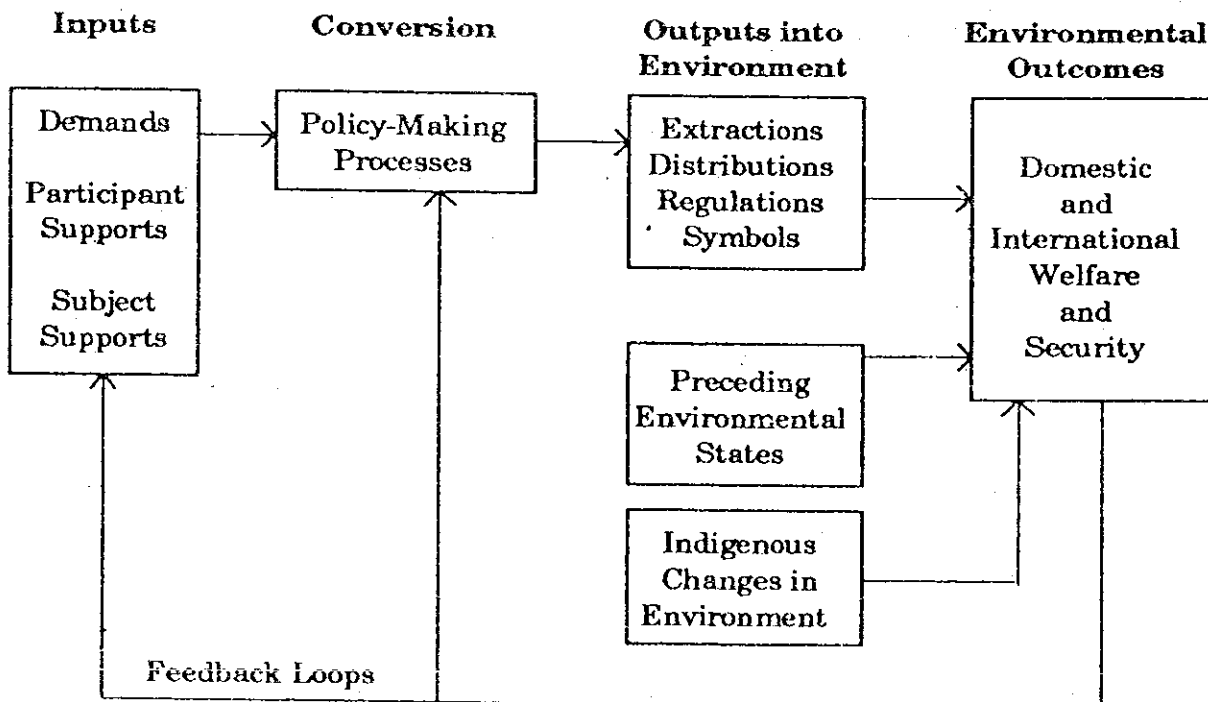 Inputs
Conversion
Outputs into
Environment
Environmental
Outcomes
Demands
Participant
Supports
Subject
Supports
Policy-Making
Processes
Extractions
Distributions
Regulations
Symbols
Domestic
and
International
Welfare
and
Security
Preceding
Environmental
States
Indigenous
Changes in
Environment
Feedback Loops